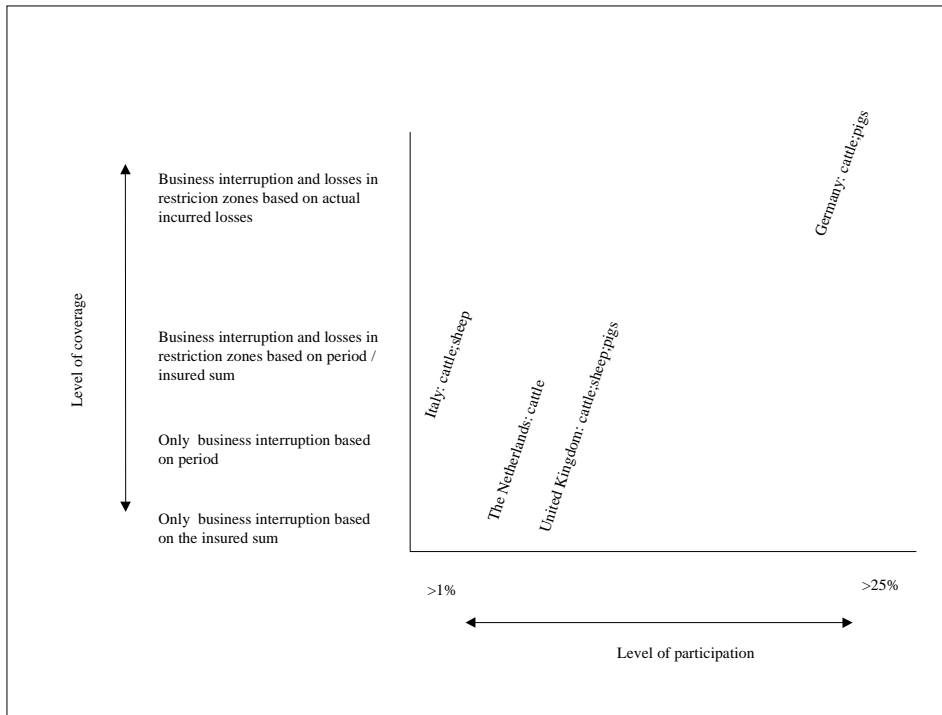 Business interruption and losses in
restricion zones based on actual
incurred losses
Business interruption and losses in
restriction zones based on period /
insured sum
Only business interruption based
on period
Only business interruption based
on the insured sum
Level of coverage
Italy: cattle;sheep
The Netherlands: cattle
United Kingdom: cattle;sheep;pigs
Germany: cattle;pigs
>1%
>25%
Level of participation